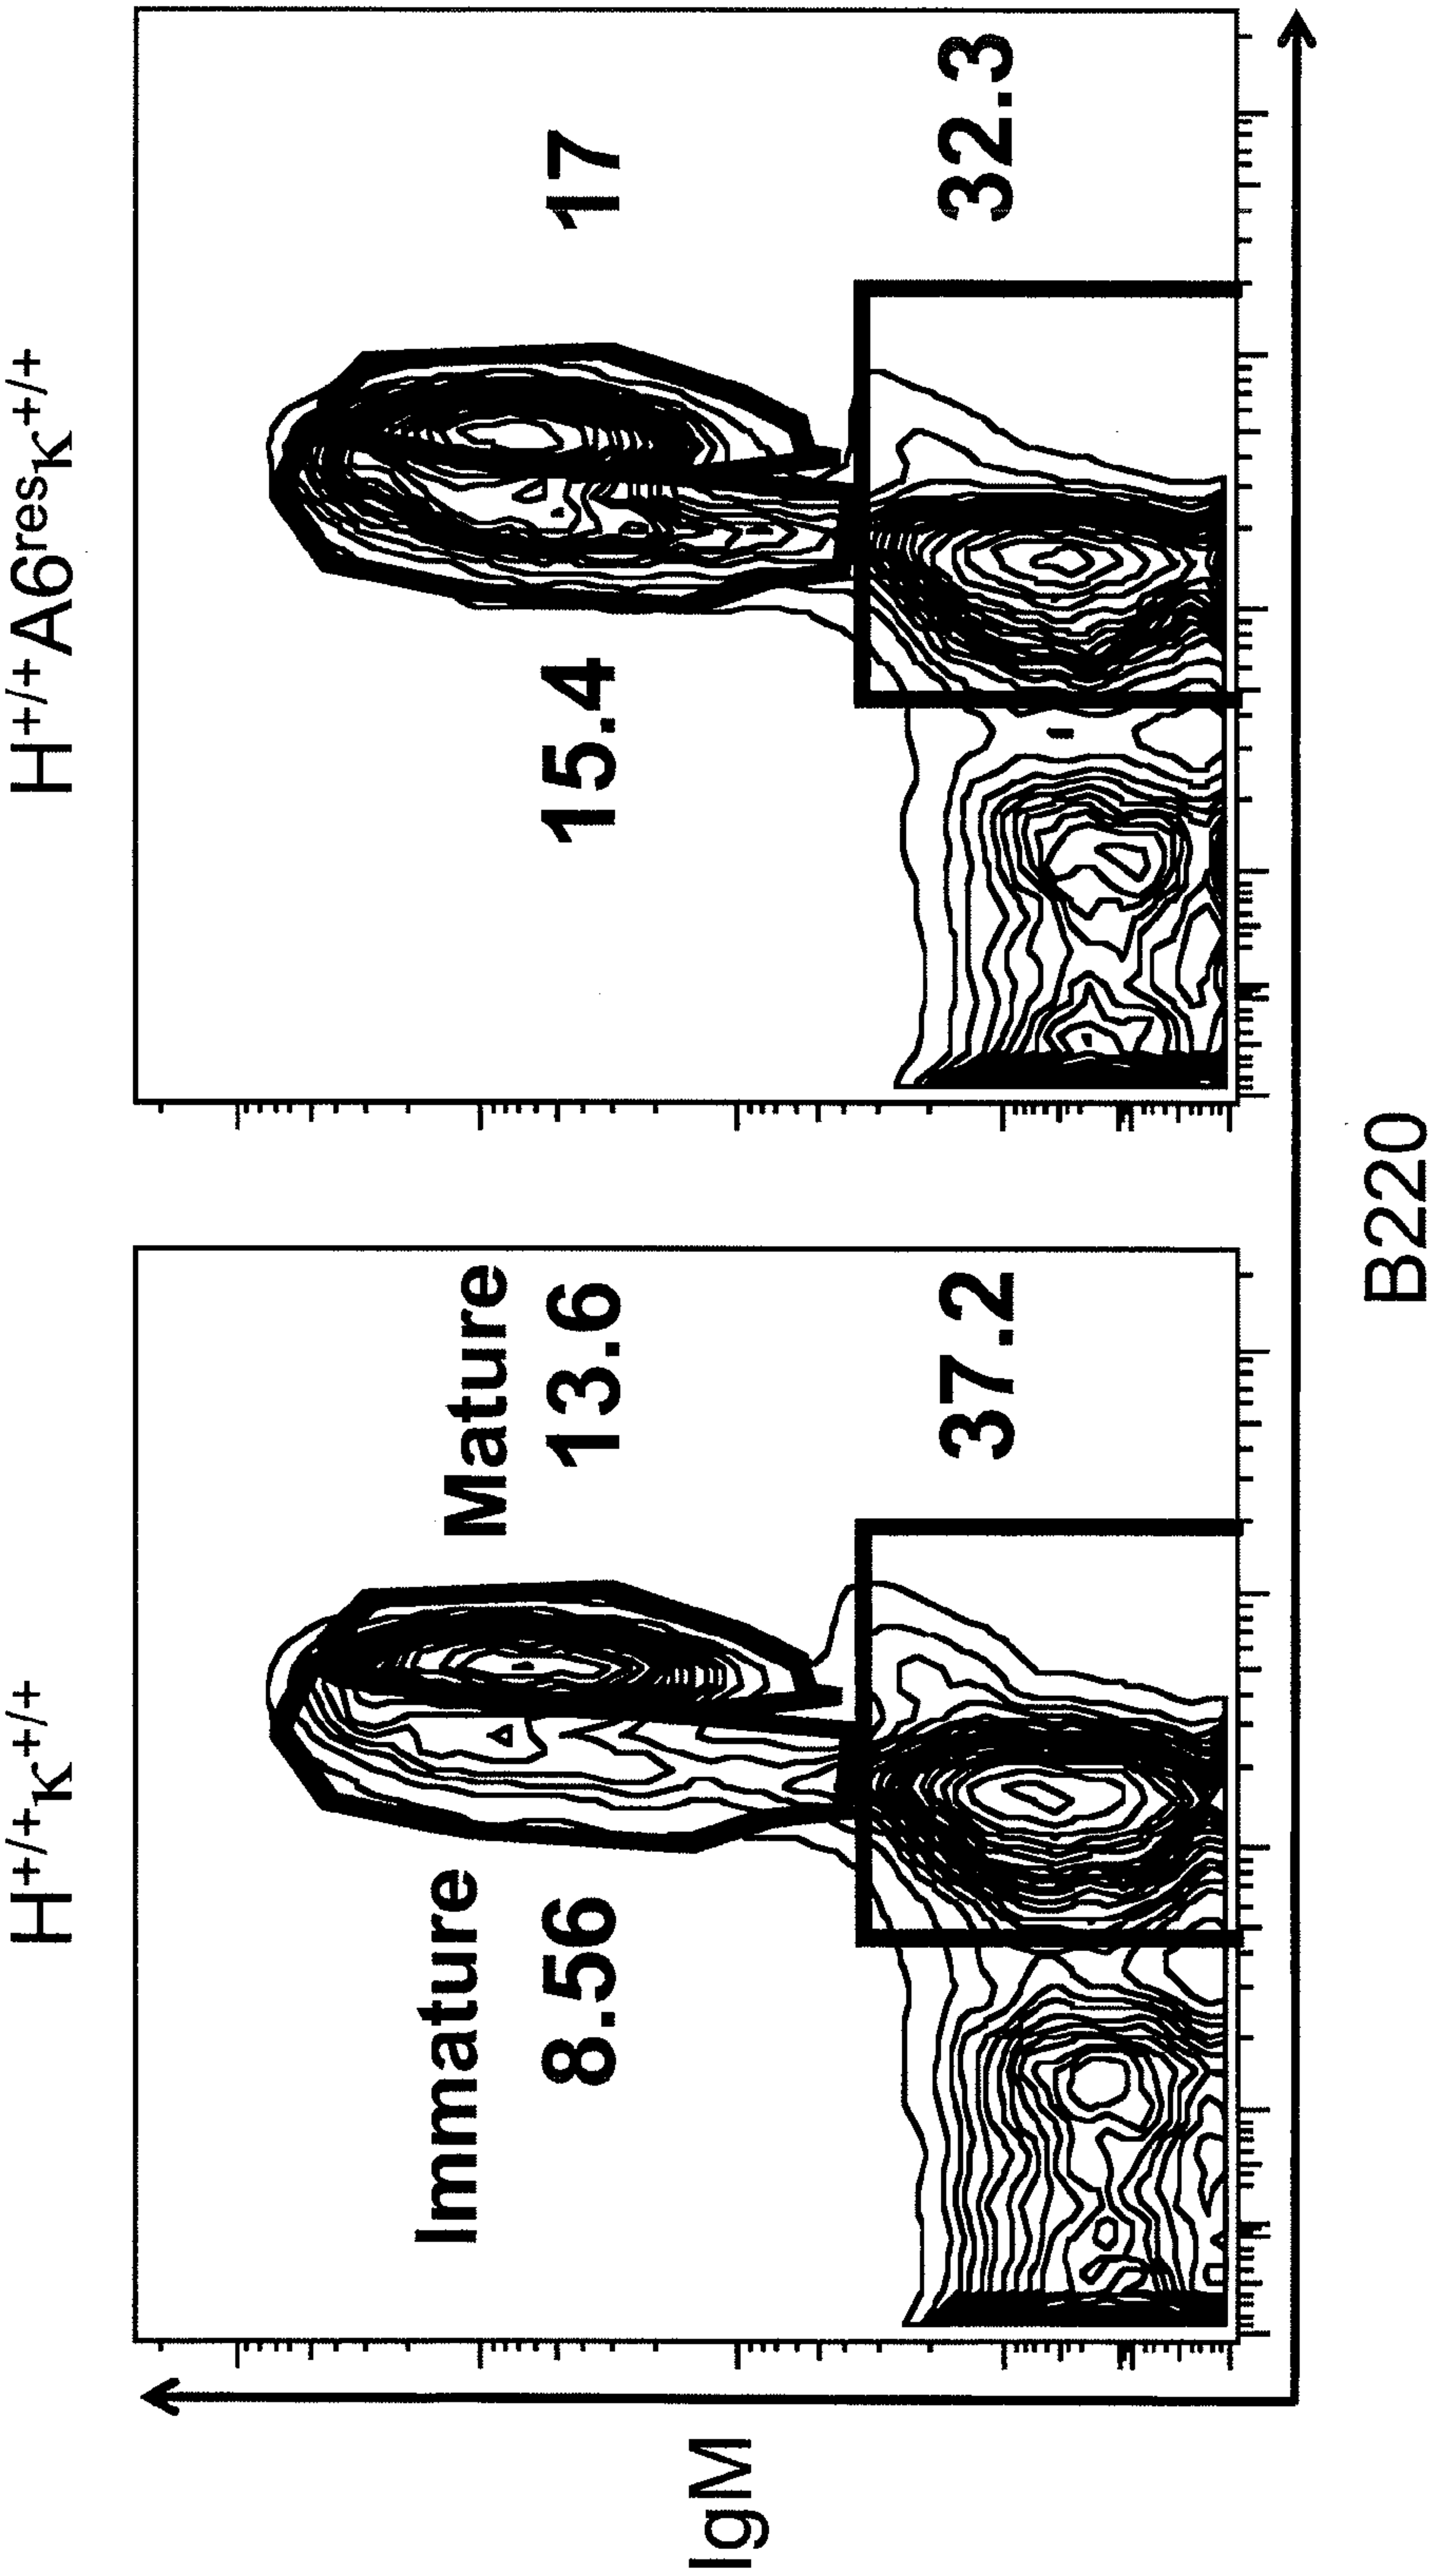 H+/+κ+/+
H+/+A6resκ+/+
IgM
Immature
8.56
Mature
13.6
37.2
15.4
17
32.3
B220